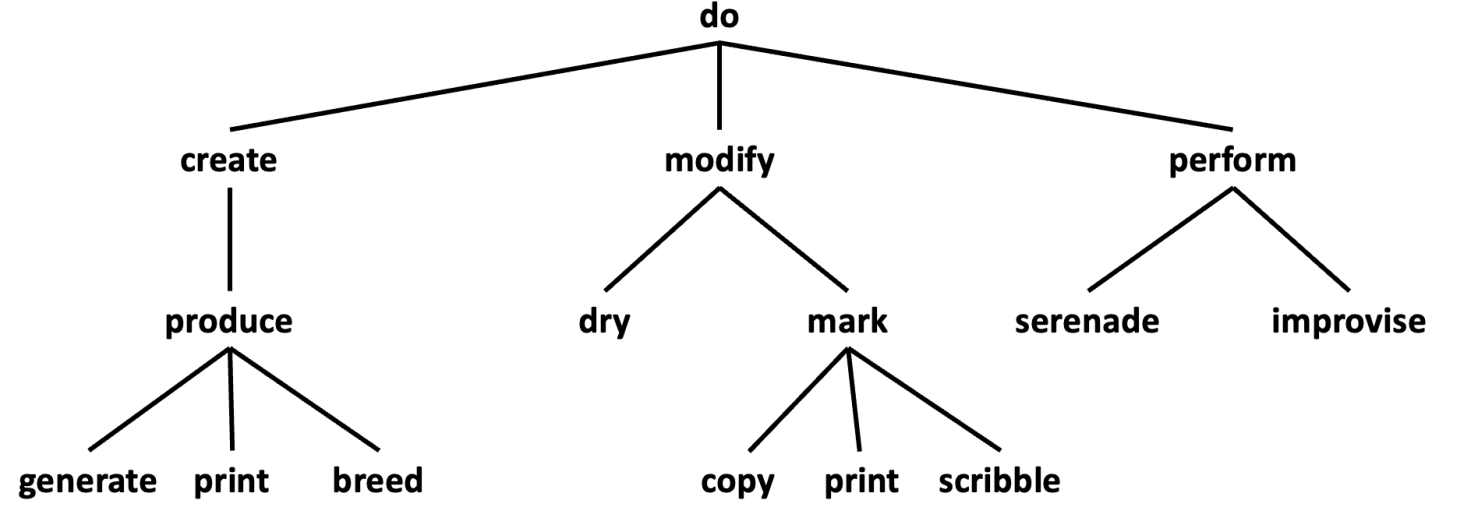 do
create modify perform
produce dry mark serenade improvise
generate print breed copy print scribble